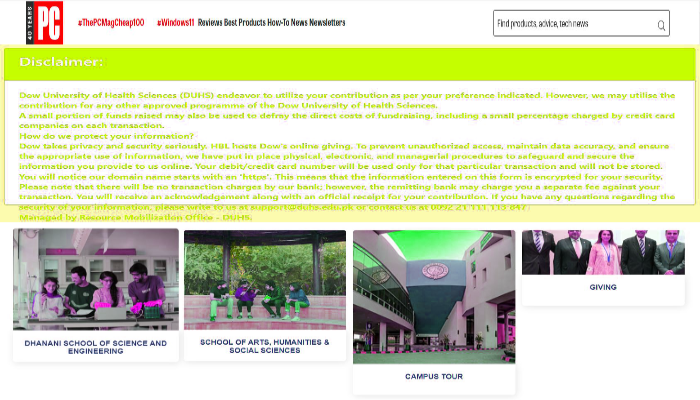 40 YEARS
PC
#ThePCMagCheap100 #Windows11 Reviews Best Products How-To News Newsletters
Find products, advice, tech news
Disclaimer:
Dow University of Health Sciences (DUHS) endeavor to utilize your contribution as per your preference indicated. However, we may utilise the
contribution for any other approved programme of the Dow University of Health Sciences.
A small portion of funds raised may also be used to defray the direct costs of fundraising, including a small percentage charged by credit card
companies on each transaction.
How do we protect your information?
Dow takes privacy and security seriously. HBL hosts Dow's online giving. To prevent unauthorized access, maintain data accuracy, and ensure
the appropriate use of information, we have put in place physical, electronic, and managerial procedures to safeguard and secure the
information you provide to us online. Your debit/credit card number will be used only for that particular transaction and will not be stored.
You will notice our domain name starts with an "https". This means that the information entered on this form is encrypted for your security.
Please note that there will be no transaction charges by our bank; however, the remitting bank may charge you a separate fee against your
transaction. You will receive an acknowledgement along with an official receipt for your contribution. If you have any questions regarding the
security of your information, please write to us at or contact us at
Managed by Resource Mobilisation Office - DUHS.
DHANANI SCHOOL OF SCIENCE AND
ENGINEERING
SCHOOL OF ARTS, HUMANITIES &
SOCIAL SCIENCES
CAMPUS TOUR
GIVING